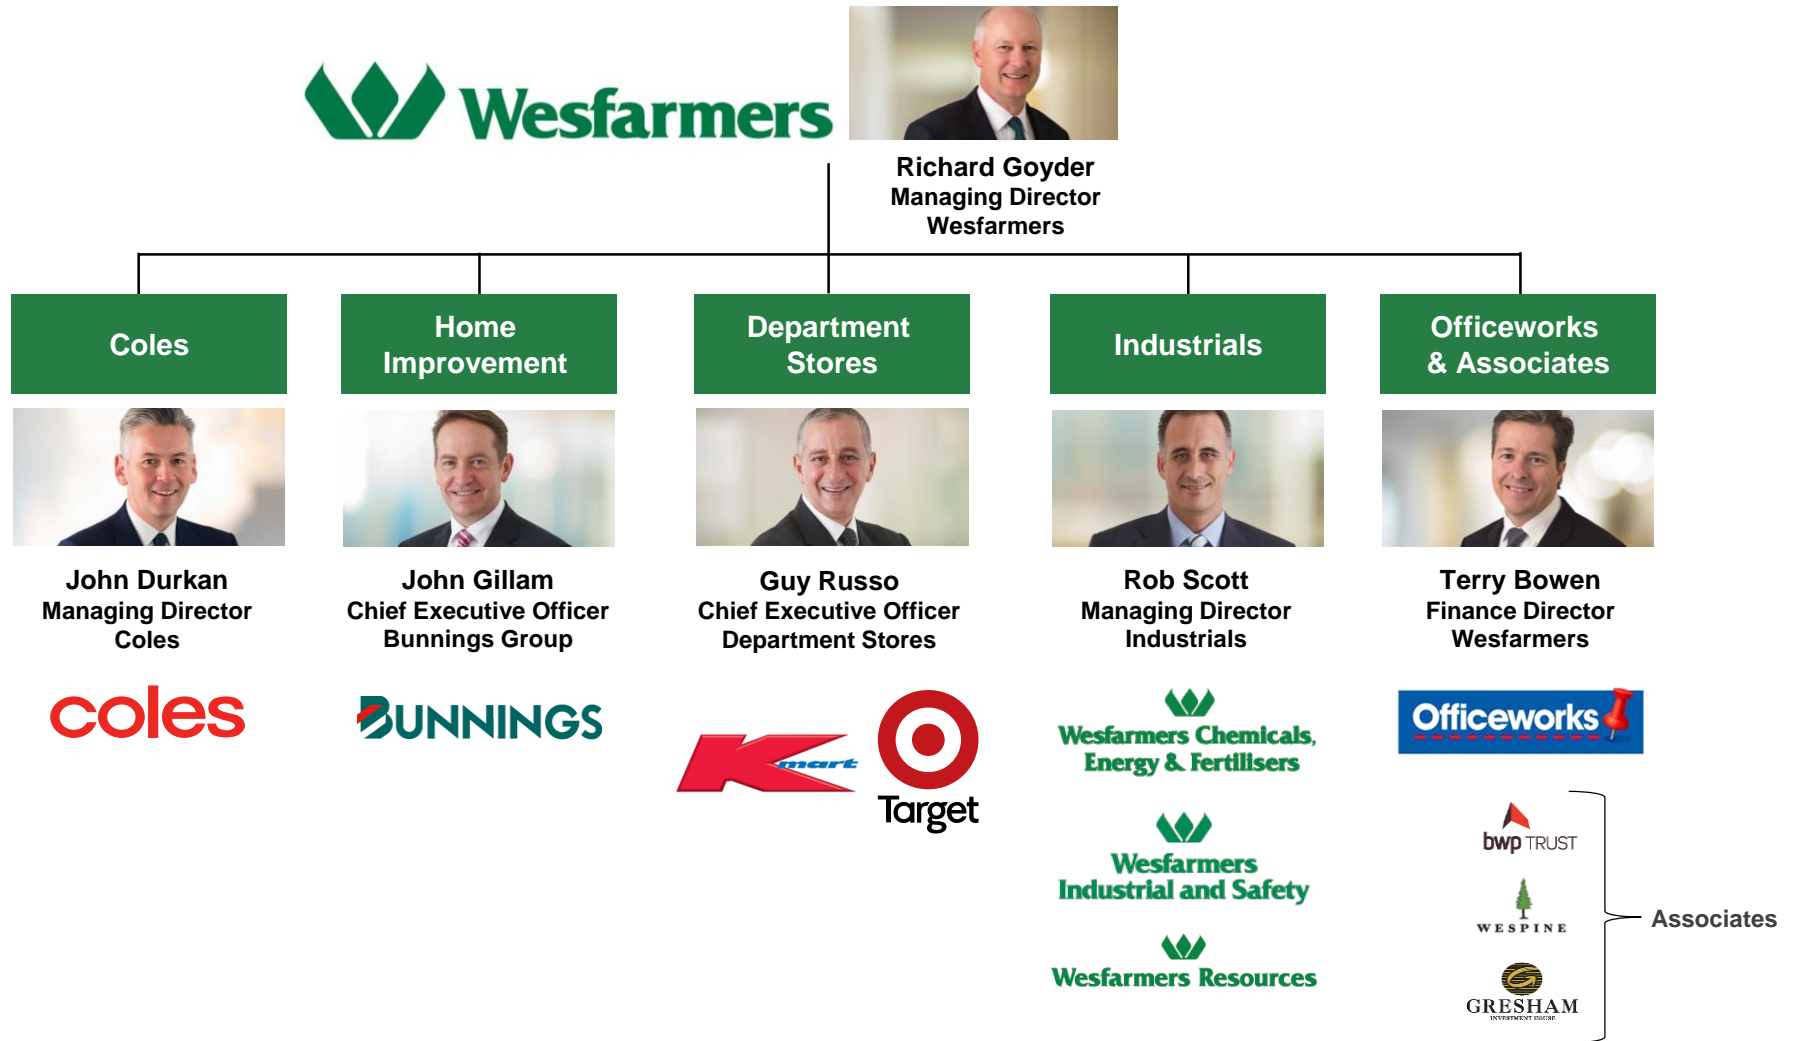 Wesfarmers
Richard Goyder
Managing Director
Wesfarmers
Coles
Home
Improvement
Department
Stores
Industrials
Officeworks
& Associates
John Durkan
Managing Director
Coles
John Gillam
Chief Executive Officer
Bunnings Group
Guy Russo
Chief Executive Officer
Department Stores
Rob Scott
Managing Director
Industrials
Terry Bowen
Finance Director
Wesfarmers
coles
BUNNINGS
Kmart
Target
Wesfarmers Chemicals,
Energy & Fertilisers
Wesfarmers
Industrial and Safety
Wesfarmers Resources
Officeworks
bwp TRUST
WESPINE
GRESHAM
INVESTMENT HOUSE
Associates